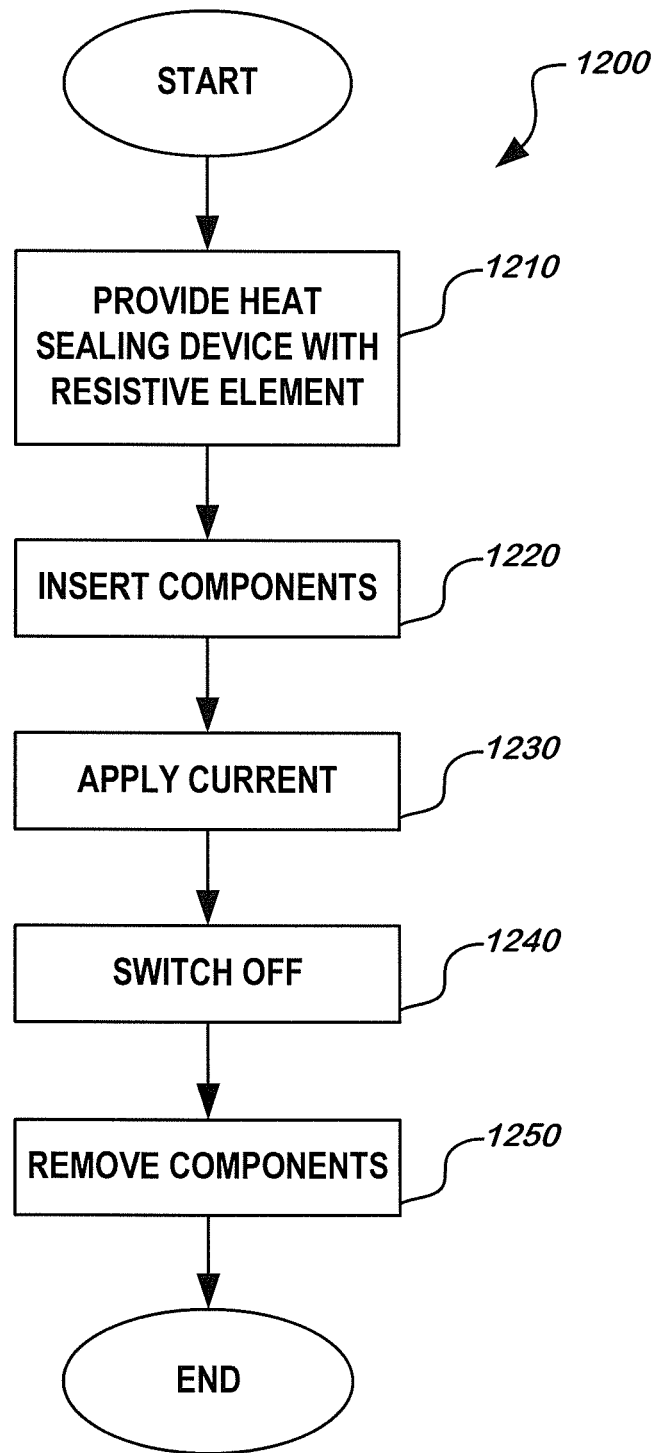 START
1200
PROVIDE HEAT
SEALING DEVICE WITH
RESISTIVE ELEMENT
1210
INSERT COMPONENTS
1220
APPLY CURRENT
1230
SWITCH OFF
1240
REMOVE COMPONENTS
1250
END